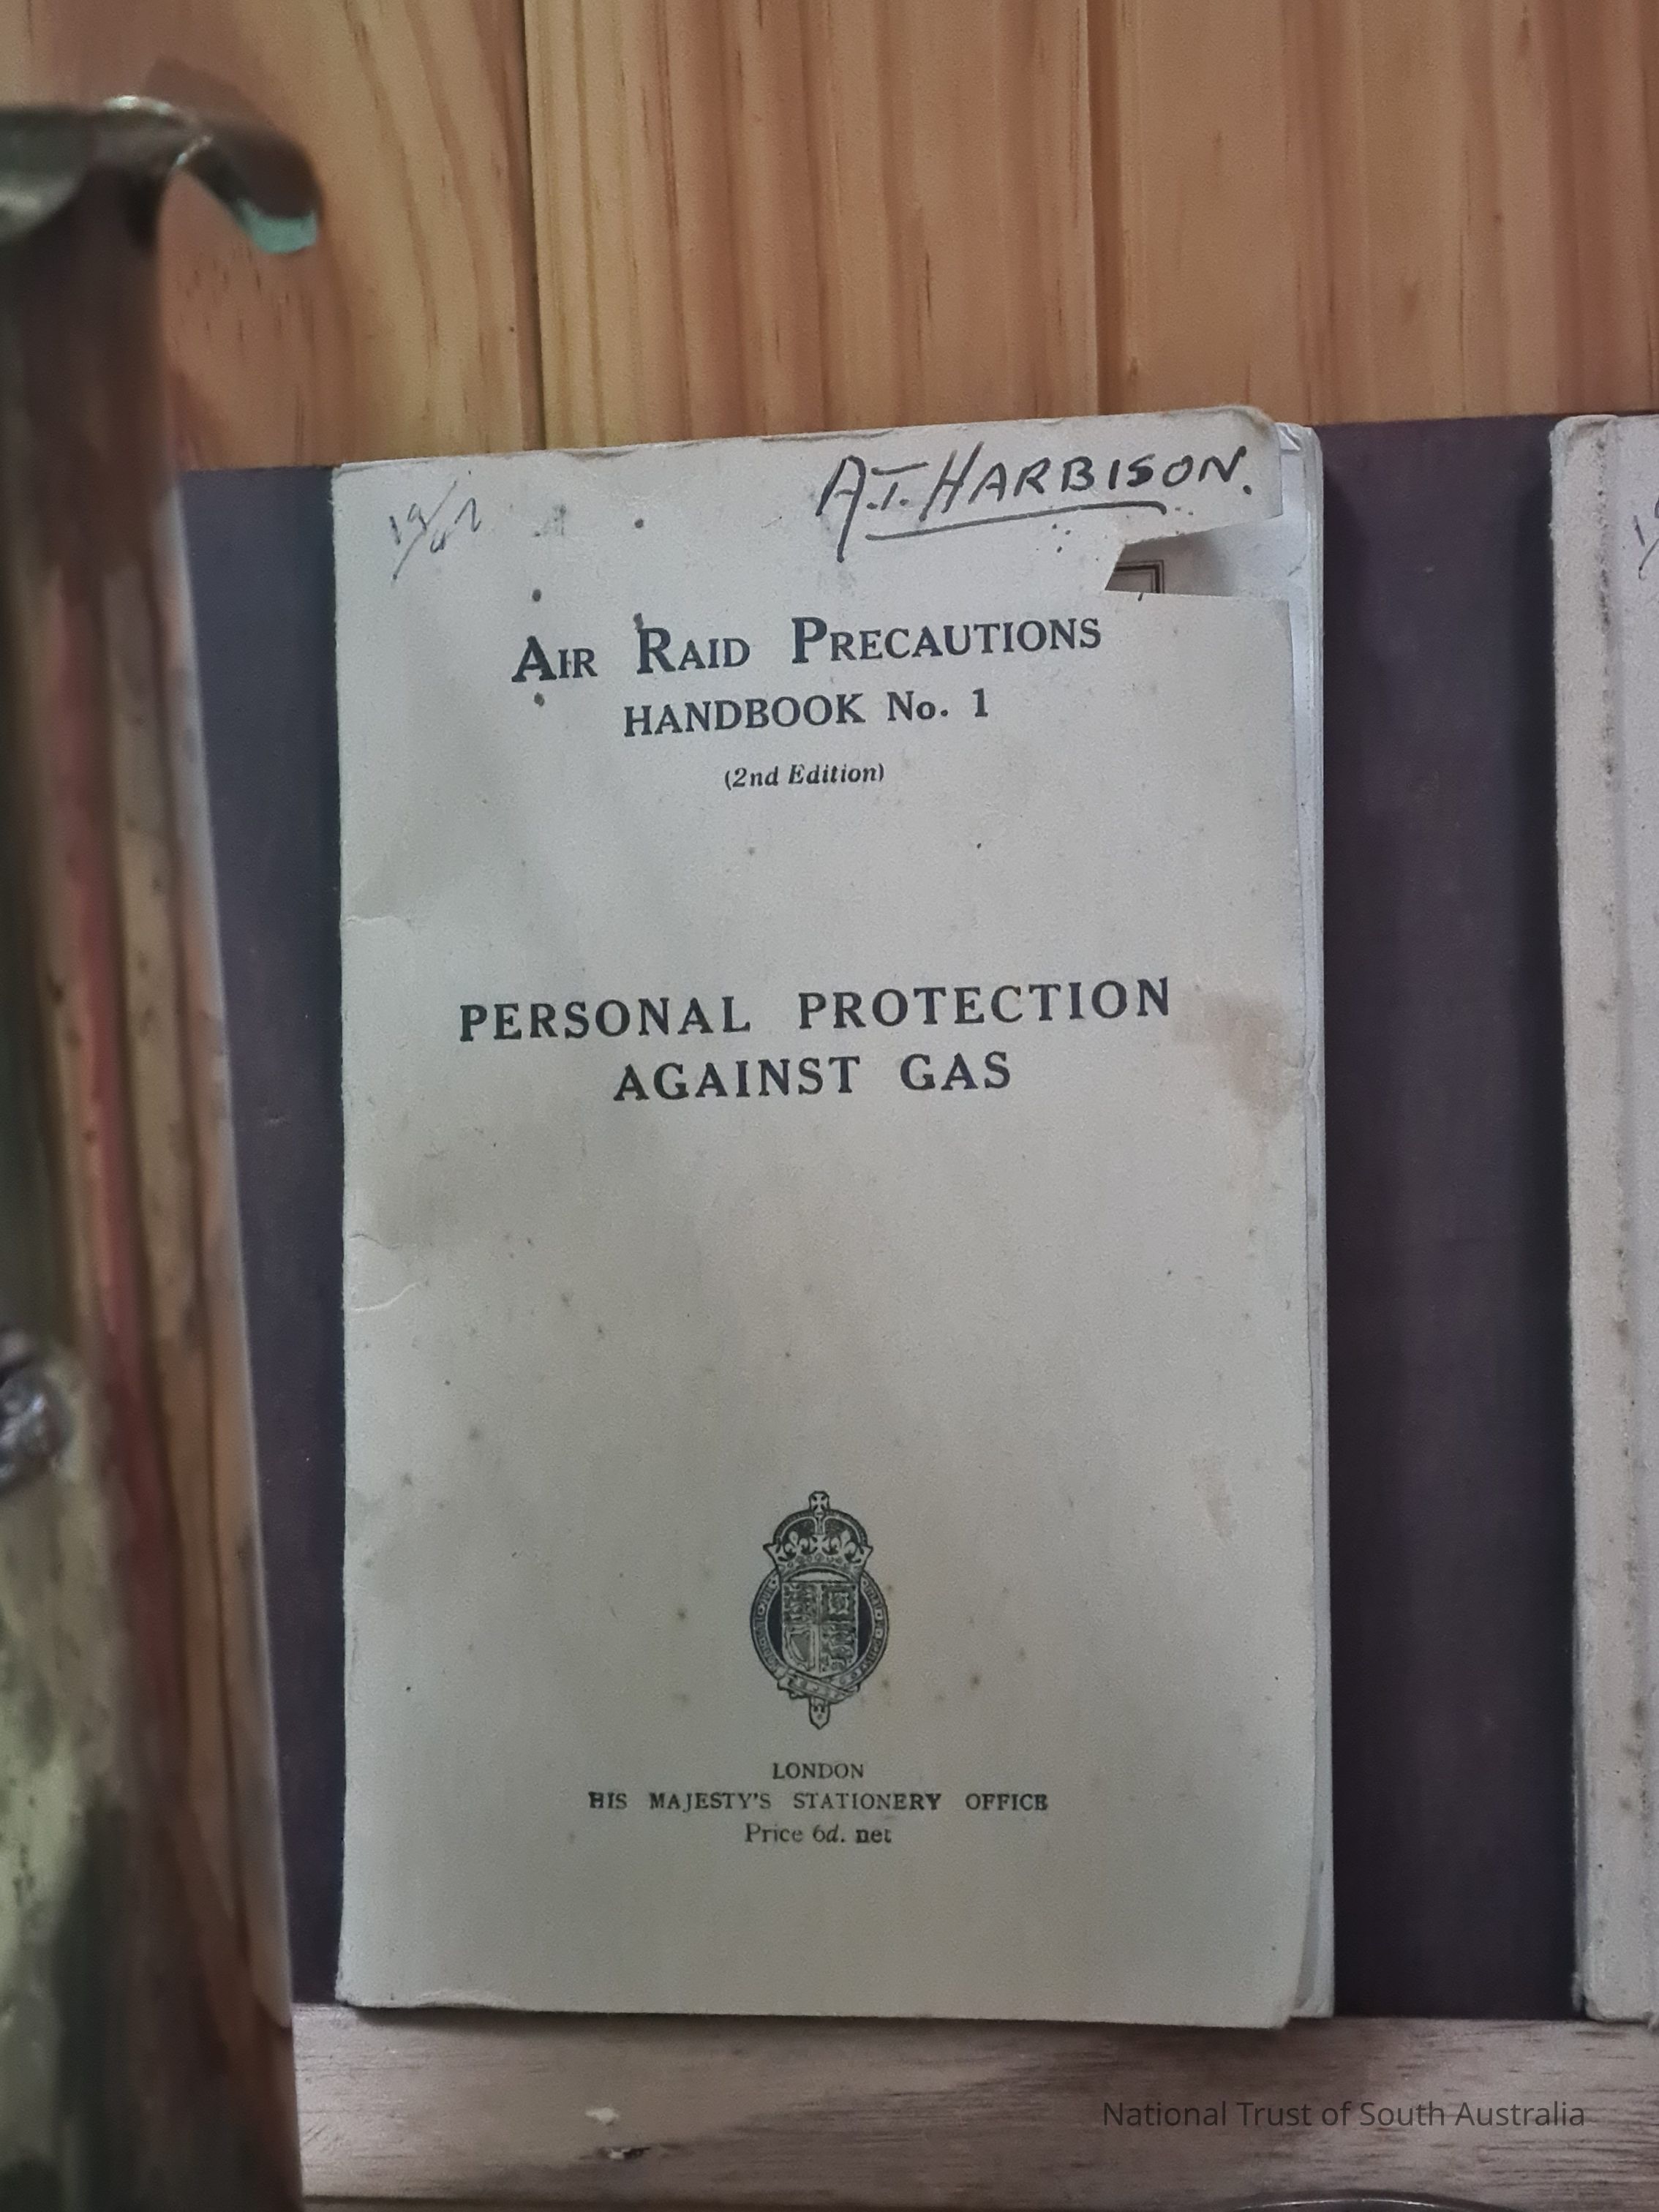 A.T. HARBISON.
AIR RAID PRECAUTIONS
HANDBOOK No. 1
(2nd Edition)
PERSONAL PROTECTION
AGAINST GAS
LONDON
HIS MAJESTY'S STATIONERY OFFICE
Price 6d. net
National Trust of South Australia